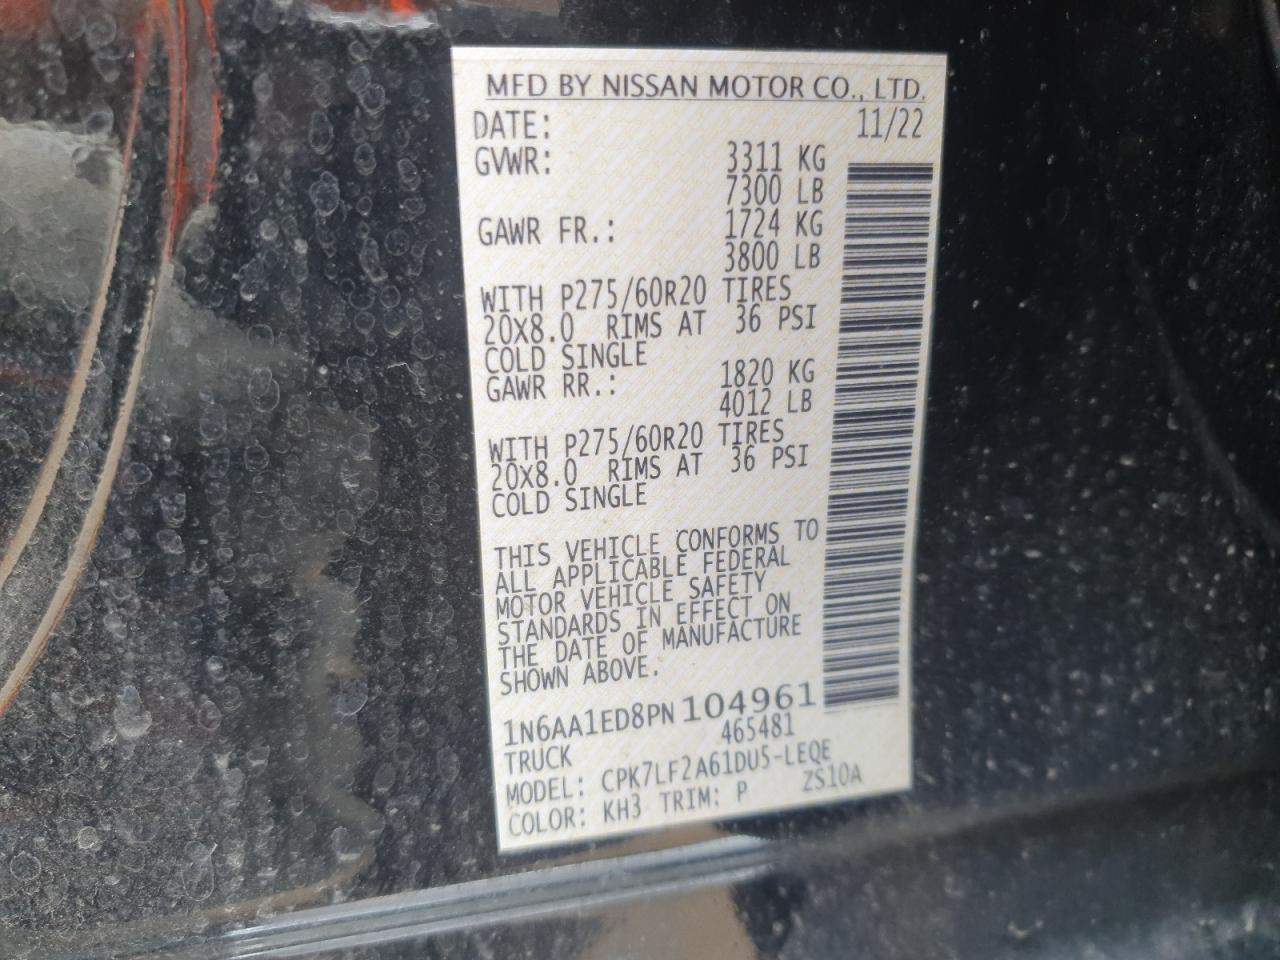 MFD BY NISSAN MOTOR CO., LTD.
DATE: 11/22
GVWR: 3311 KG
7300 LB
GAWR FR.: 1724 KG
3800 LB
WITH P275/60R20 TIRES
20X8.0 RIMS AT 36 PSI
COLD SINGLE
GAWR RR.: 1820 KG
4012 LB
WITH P275/60R20 TIRES
20X8.0 RIMS AT 36 PSI
COLD SINGLE
THIS VEHICLE CONFORMS TO
ALL APPLICABLE FEDERAL
MOTOR VEHICLE SAFETY
STANDARDS IN EFFECT ON
THE DATE OF MANUFACTURE
SHOWN ABOVE.
1N6AA1ED8PN104961
TRUCK 465481
MODEL: CPK7LF2A61DU5-LEQE
COLOR: KH3 TRIM: P ZS10A